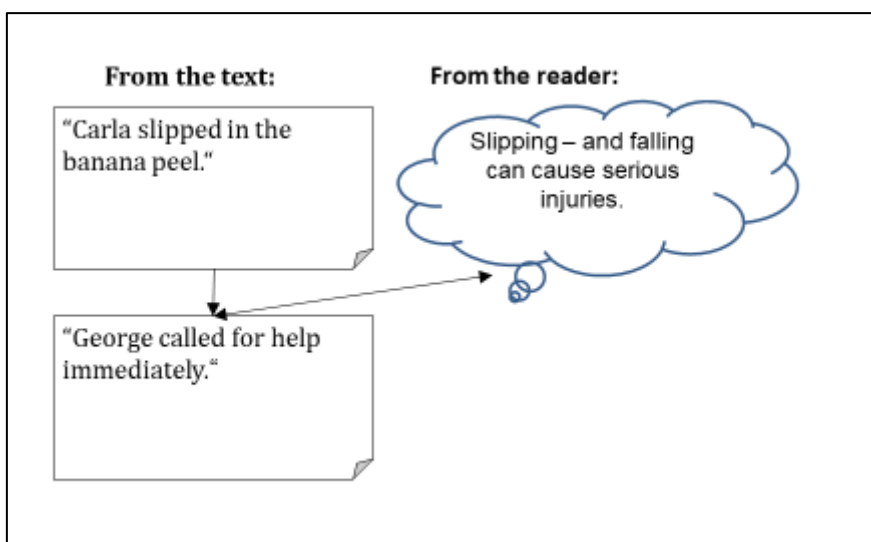 From the text:
From the reader:
“Carla slipped in the
banana peel.“
Slipping – and falling
can cause serious
injuries.
“George called for help
immediately.“